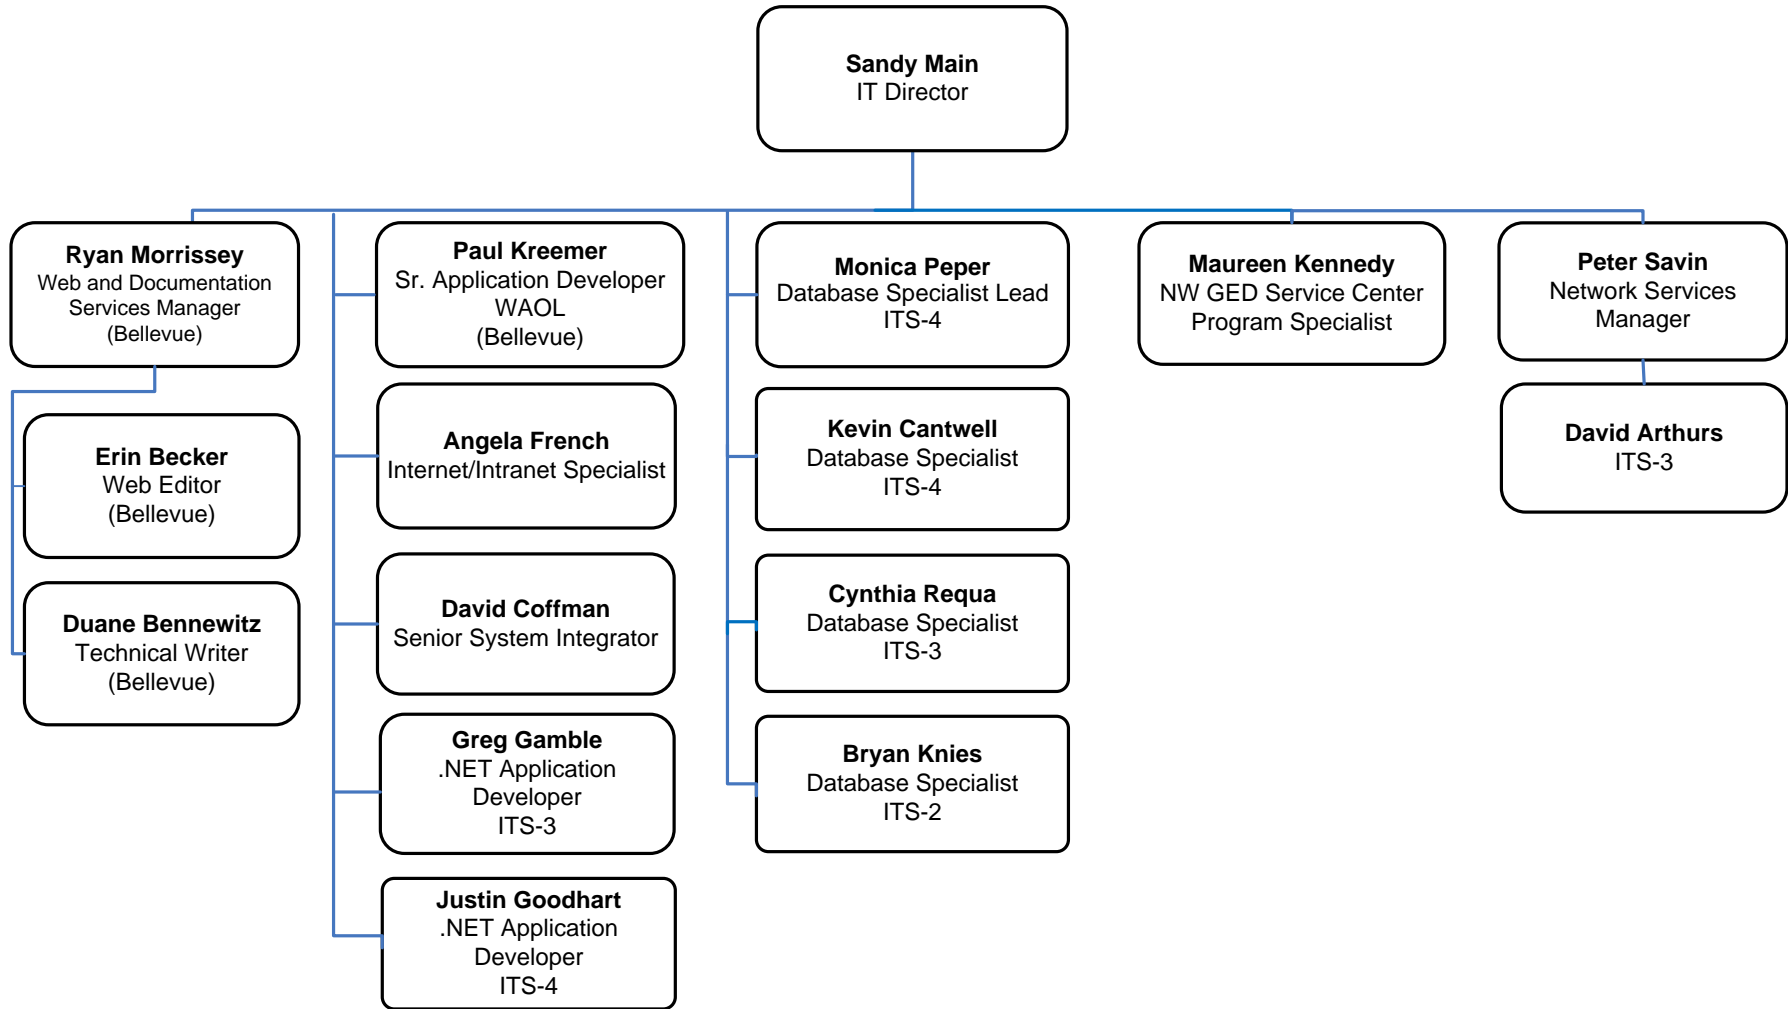 Sandy Main
IT Director
Ryan Morrissey
Web and Documentation
Services Manager
(Bellevue)
Erin Becker
Web Editor
(Bellevue)
Duane Bennewitz
Technical Writer
(Bellevue)
Paul Kreemer
Sr. Application Developer
WAOL
(Bellevue)
Angela French
Internet/Intranet Specialist
David Coffman
Senior System Integrator
Greg Gamble
.NET Application
Developer
ITS-3
Justin Goodhart
.NET Application
Developer
ITS-4
Monica Peper
Database Specialist Lead
ITS-4
Kevin Cantwell
Database Specialist
ITS-4
Cynthia Requa
Database Specialist
ITS-3
Bryan Knies
Database Specialist
ITS-2
Maureen Kennedy
NW GED Service Center
Program Specialist
Peter Savin
Network Services
Manager
David Arthurs
ITS-3